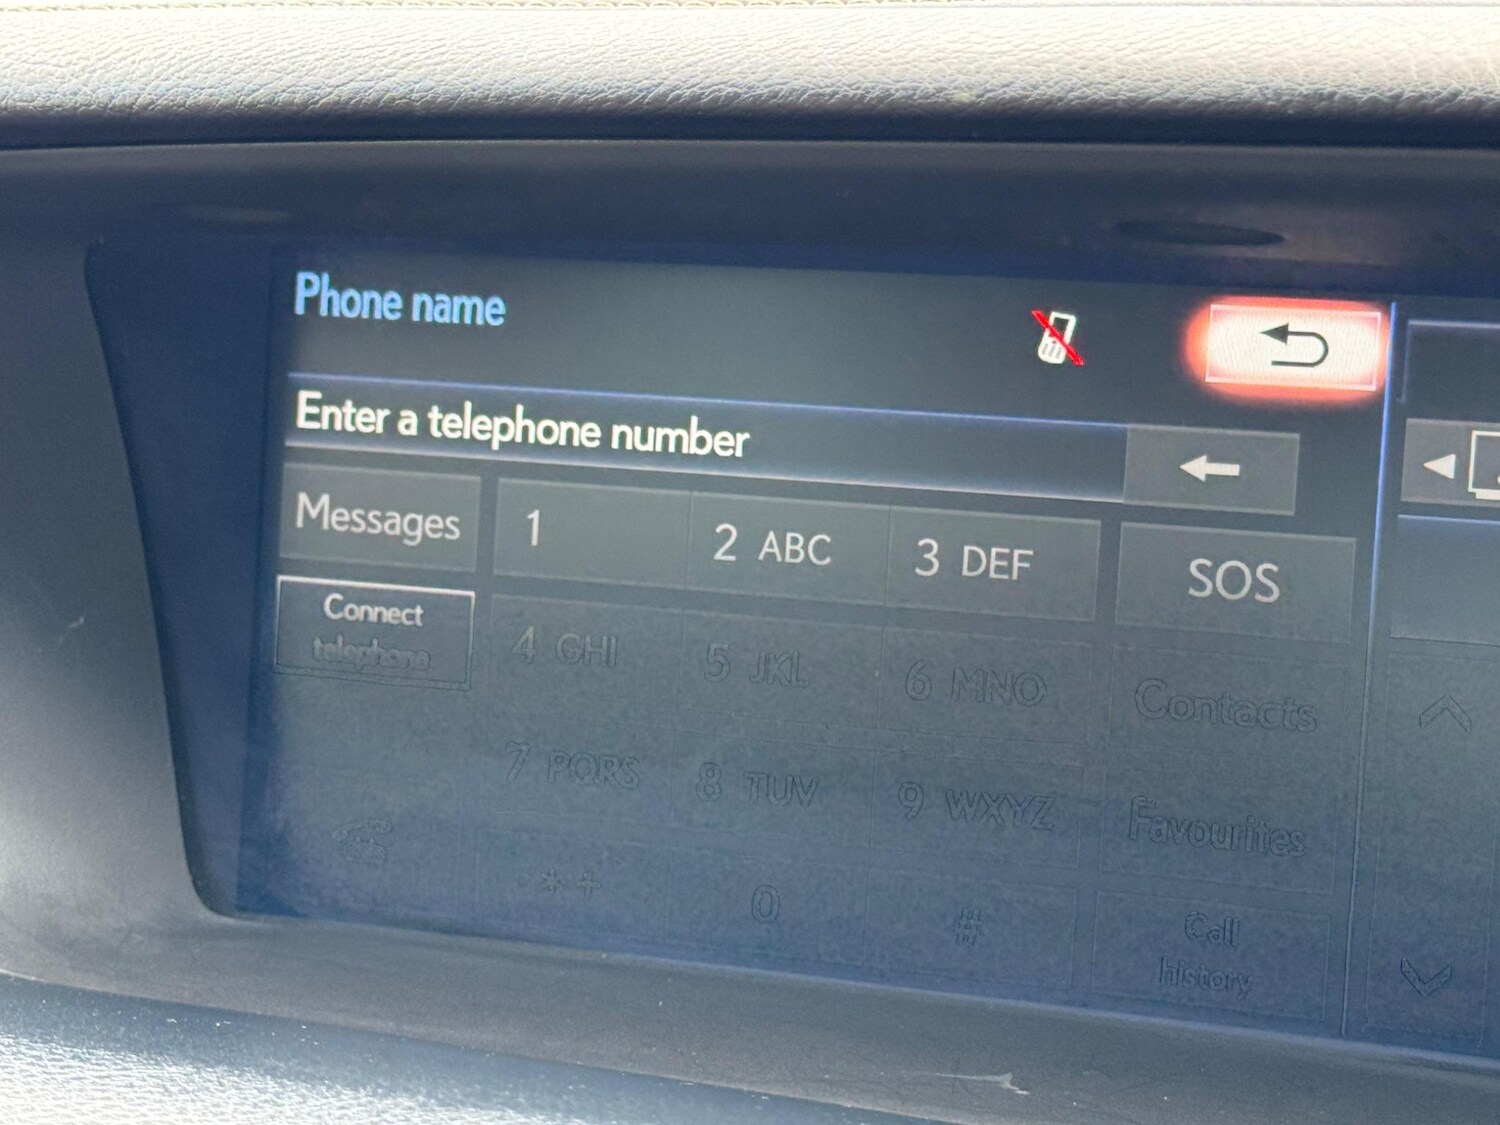 Phone name
Enter a telephone number
Messages
1
2 ABC
3 DEF
SOS
Connect
telephone
4 GHI
5 JKL
6 MNO
Contacts
7 PQRS
8 TUV
9 WXYZ
Favourites
* +
0
#
Call
history